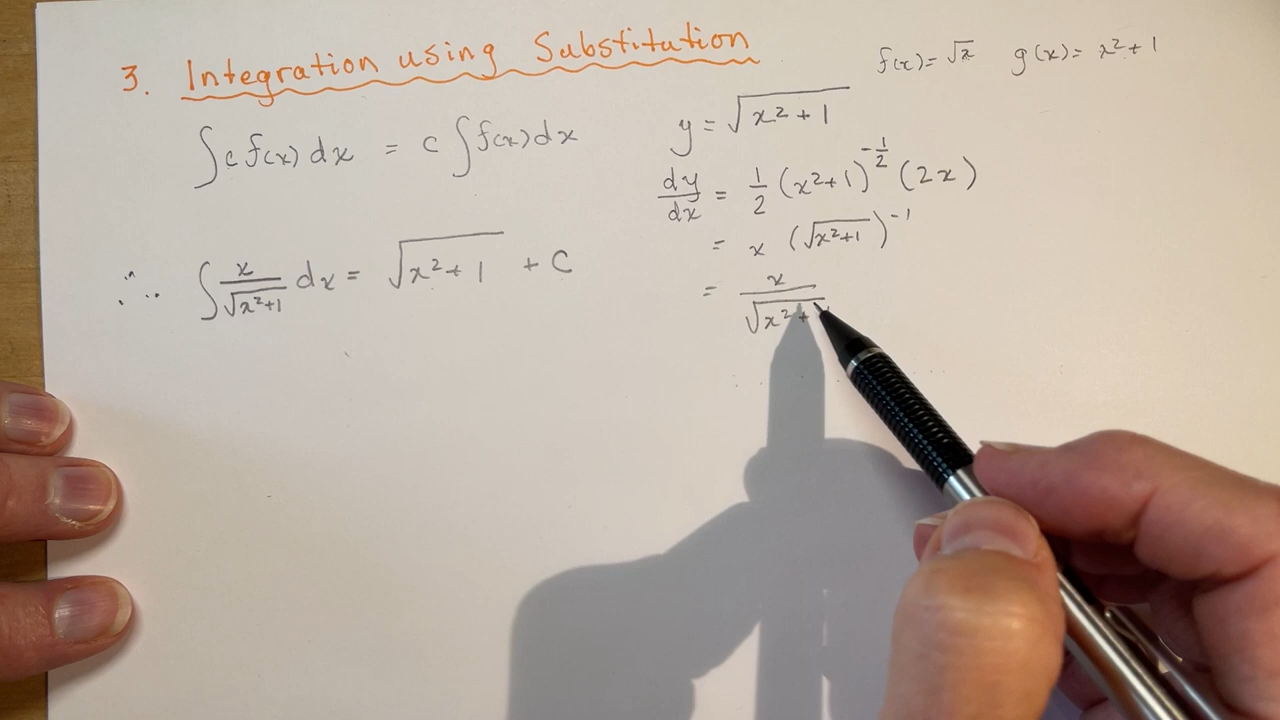 3. Integration using Substitution
f(x) = √x g(x) = x² + 1
∫c f(x) dx = c ∫f(x) dx
y = √(x² + 1)
dy/dx = 1/2 (x²+1)^(-1/2) (2x)
= x (√(x²+1))⁻¹
∴ ∫ x/√(x²+1) dx = √(x² + 1) + C
= x/√(x²+